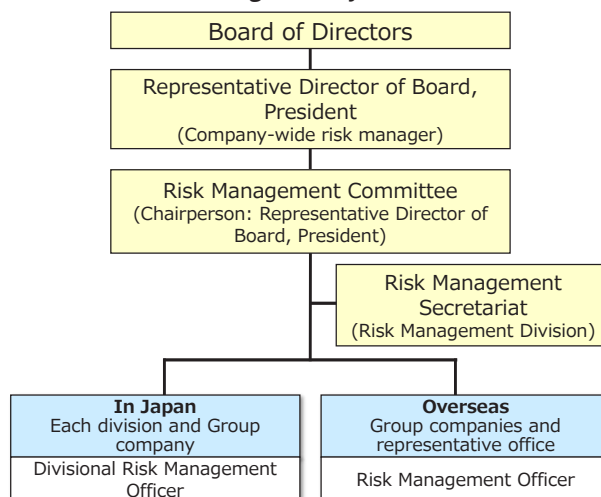 Board of Directors
Representative Director of Board,
President
(Company-wide risk manager)
Risk Management Committee
(Chairperson: Representative Director of
Board, President)
Risk Management
Secretariat
(Risk Management Division)
In Japan
Each division and Group
company
Divisional Risk Management
Officer
Overseas
Group companies and
representative office
Risk Management Officer